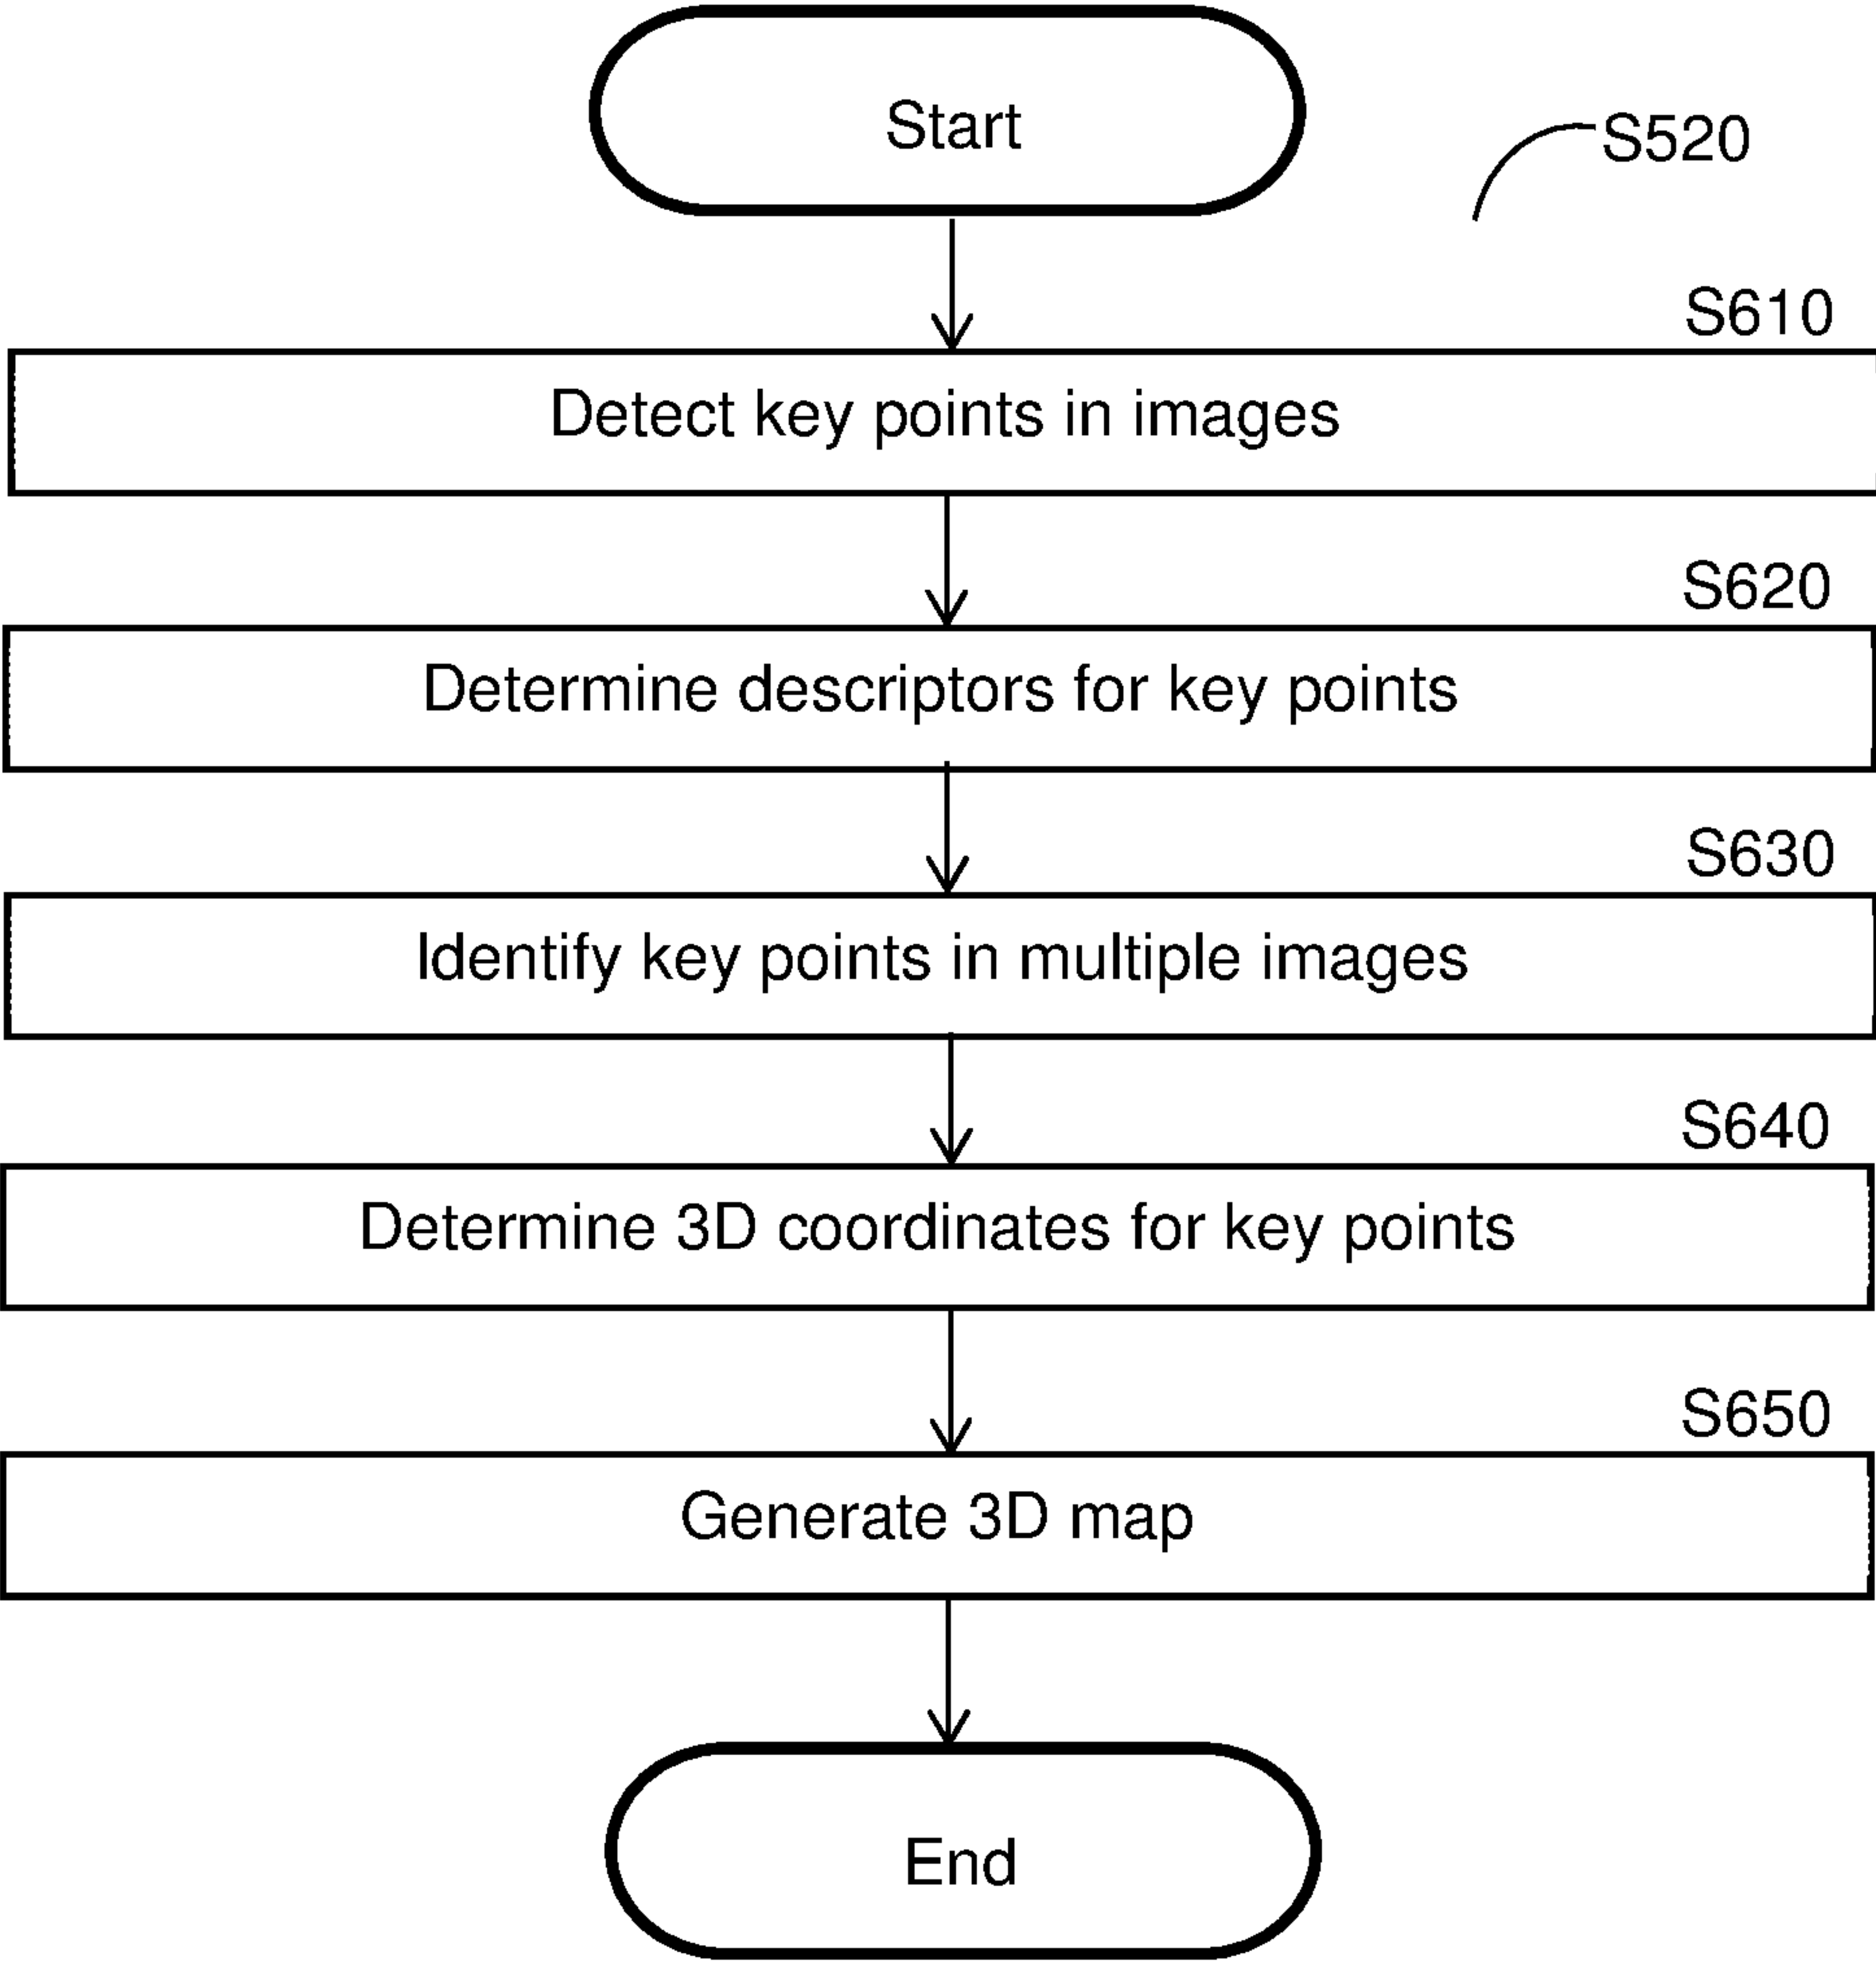 Start
S520
S610
Detect key points in images
S620
Determine descriptors for key points
S630
Identify key points in multiple images
S640
Determine 3D coordinates for key points
S650
Generate 3D map
End